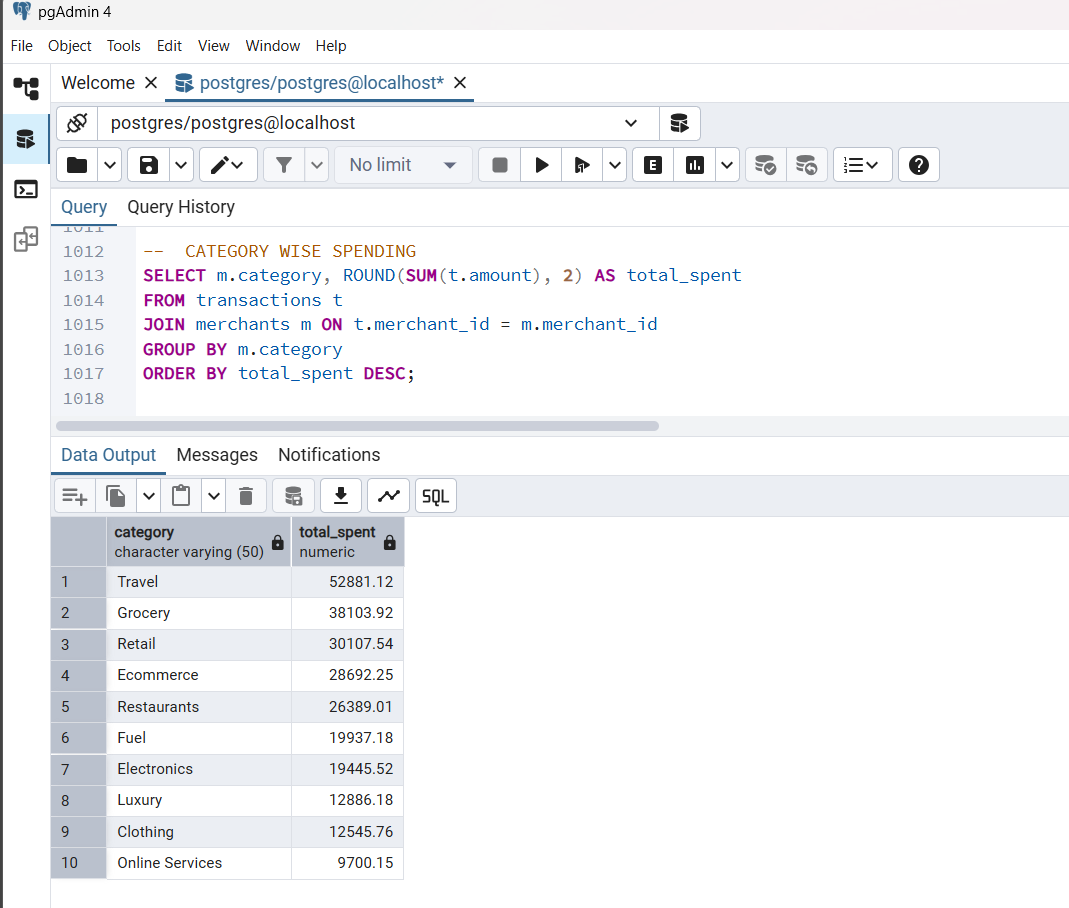 pgAdmin 4
File Object Tools Edit View Window Help
Welcome postgres/postgres@localhost*
postgres/postgres@localhost
No limit
E
Query Query History
1011
1012 -- CATEGORY WISE SPENDING
1013 SELECT m.category, ROUND(SUM(t.amount), 2) AS total_spent
1014 FROM transactions t
1015 JOIN merchants m ON t.merchant_id = m.merchant_id
1016 GROUP BY m.category
1017 ORDER BY total_spent DESC;
1018
Data Output Messages Notifications
SQL
category total_spent
character varying (50) numeric
1 Travel 52881.12
2 Grocery 38103.92
3 Retail 30107.54
4 Ecommerce 28692.25
5 Restaurants 26389.01
6 Fuel 19937.18
7 Electronics 19445.52
8 Luxury 12886.18
9 Clothing 12545.76
10 Online Services 9700.15